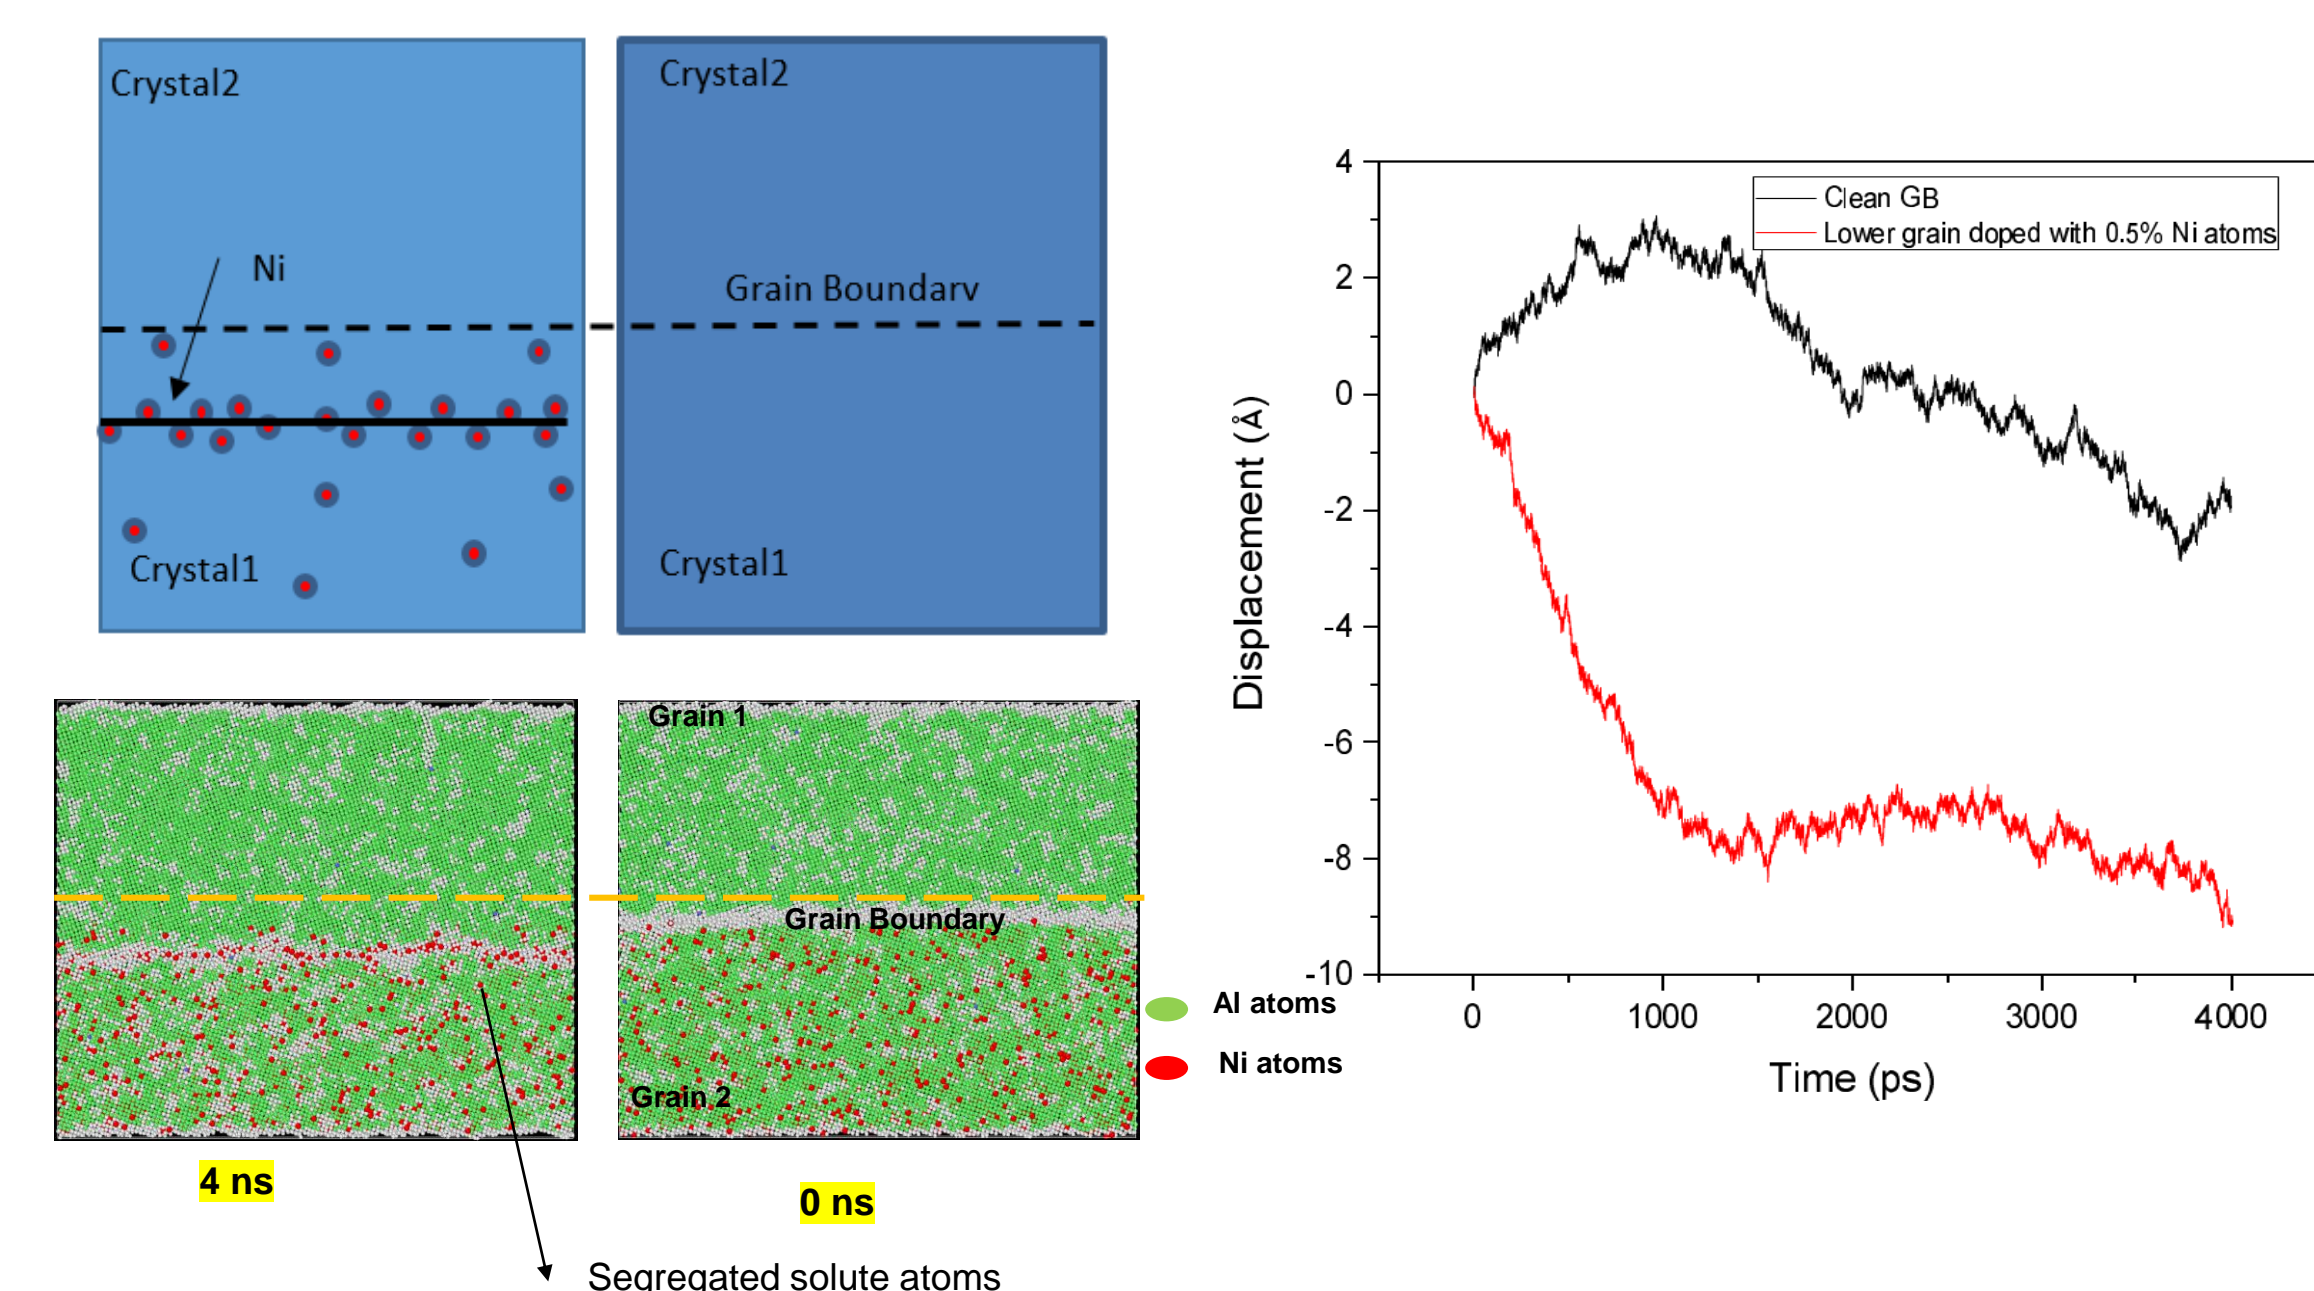 Crystal2
Ni
Crystal1
Crystal2
Grain Boundary
Crystal1
Grain 1
Grain Boundary
Grain 2
4 ns
0 ns
Segregated solute atoms
Al atoms
Ni atoms
Clean GB
Lower grain doped with 0.5% Ni atoms
Displacement (Å)
4
2
0
-2
-4
-6
-8
-10
0
1000
2000
3000
4000
Time (ps)